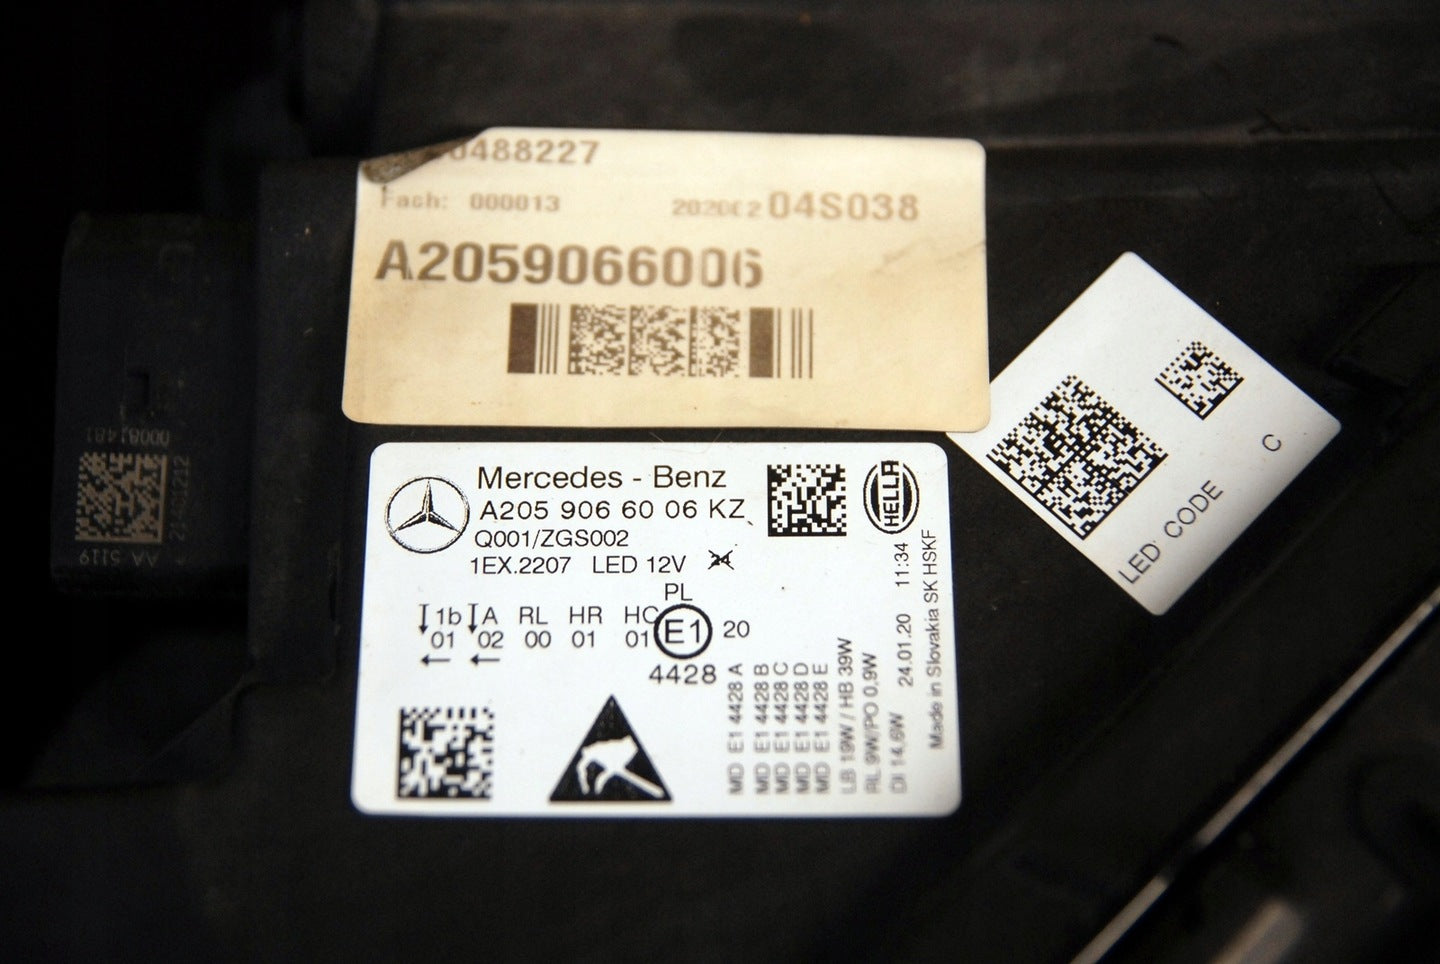 0488227
Fach: 000013
04S038
A2059066006
Mercedes - Benz
A205 906 60 06 KZ
Q001/ZGS002
1EX.2207 LED 12V 24
PL
1b A RL HR HC
01 02 00 01 01 E1 20
4428
MD E1 4428 A
MD E1 4428 B
MD E1 4428 C
MD E1 4428 D
MD E1 4428 E
LB 19W / HB 39W
RL 9W/PO 0,9W
DI 14,6W
24.01.20 11:34
Made in Slovakia SK HSKF
HELLA
LED CODE C
00081481
AA 5119